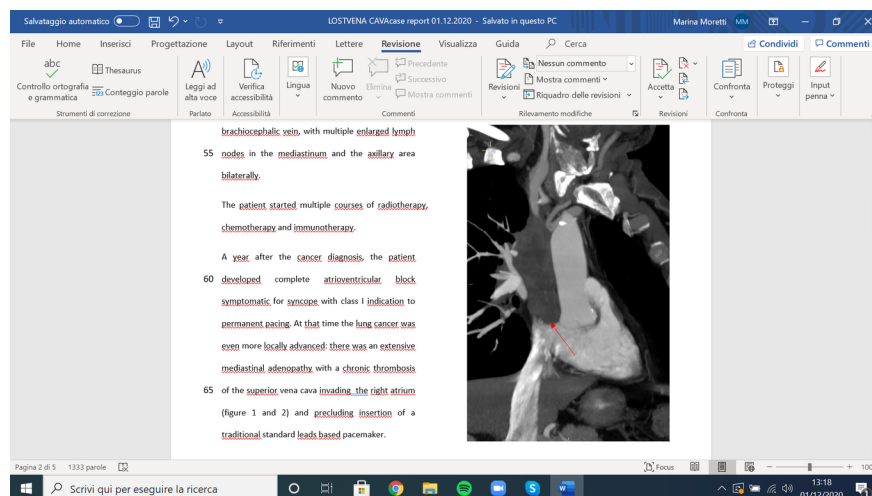 Salvataggio automatico
LOSTVENA CAVAcase report 01.12.2020 - Salvato in questo PC
Marina Moretti MM
File Home Inserisci Progettazione Layout Riferimenti Lettere Revisione Visualizza Guida Cerca Condividi Commenti
abc
Controllo ortografia e grammatica
Thesaurus
Conteggio parole
Strumenti di correzione
Leggi ad alta voce
Parlato
Verifica accessibilità
Accessibilità
Lingua
Nuovo commento
Elimina
Precedente
Successivo
Mostra commenti
Commenti
Revisioni
Nessun commento
Mostra commenti
Riquadro delle revisioni
Rilevamento modifiche
Accetta
Revisioni
Confronta
Confronta
Proteggi
Input penna
brachiocephalic vein, with multiple enlarged lymph
55 nodes in the mediastinum and the axillary area
bilaterally.
The patient started multiple courses of radiotherapy,
chemotherapy and immunotherapy.
A year after the cancer diagnosis, the patient
60 developed complete atrioventricular block
symptomatic for syncope with class I indication to
permanent pacing. At that time the lung cancer was
even more locally advanced: there was an extensive
mediastinal adenopathy with a chronic thrombosis
65 of the superior vena cava invading the right atrium
(figure 1 and 2) and precluding insertion of a
traditional standard leads based pacemaker.
Pagina 2 di 5 1333 parole
Focus
100
Scrivi qui per eseguire la ricerca
13:18
01/12/2020